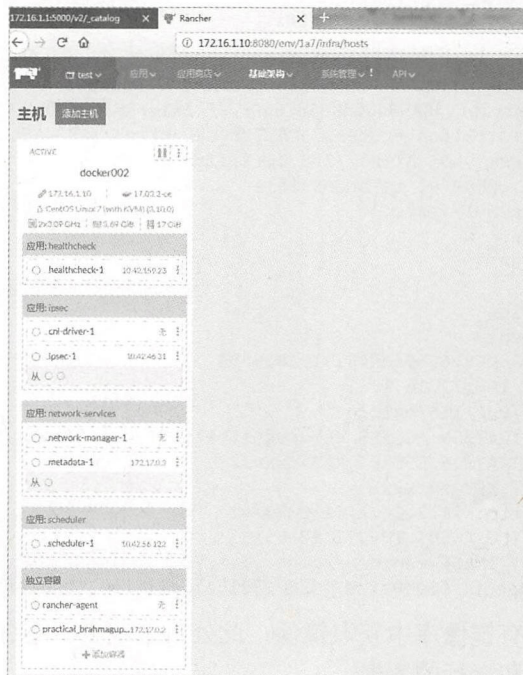 172.16.1.1:5000/v2/_catalog × Rancher × +
172.16.1.10:8080/env/1a7/infra/hosts
test 应用 应用商店 基础架构 系统管理 ! API
主机 添加主机
ACTIVE
docker002
172.16.1.10 17.03.2-ce
CentOS Linux 7 (with KVM) (3.10.0)
2x3.09 GHz 3.69 GiB 17 GiB
应用: healthcheck
healthcheck-1 10.42.159.23
应用: ipsec
..cni-driver-1 无
..ipsec-1 10.42.46.21
从
应用: network-services
..network-manager-1 无
..metadata-1 172.17.0.3
从
应用: scheduler
..scheduler-1 10.42.56.122
独立容器
rancher-agent 无
practical_brahmagup...172.17.0.2
+添加容器